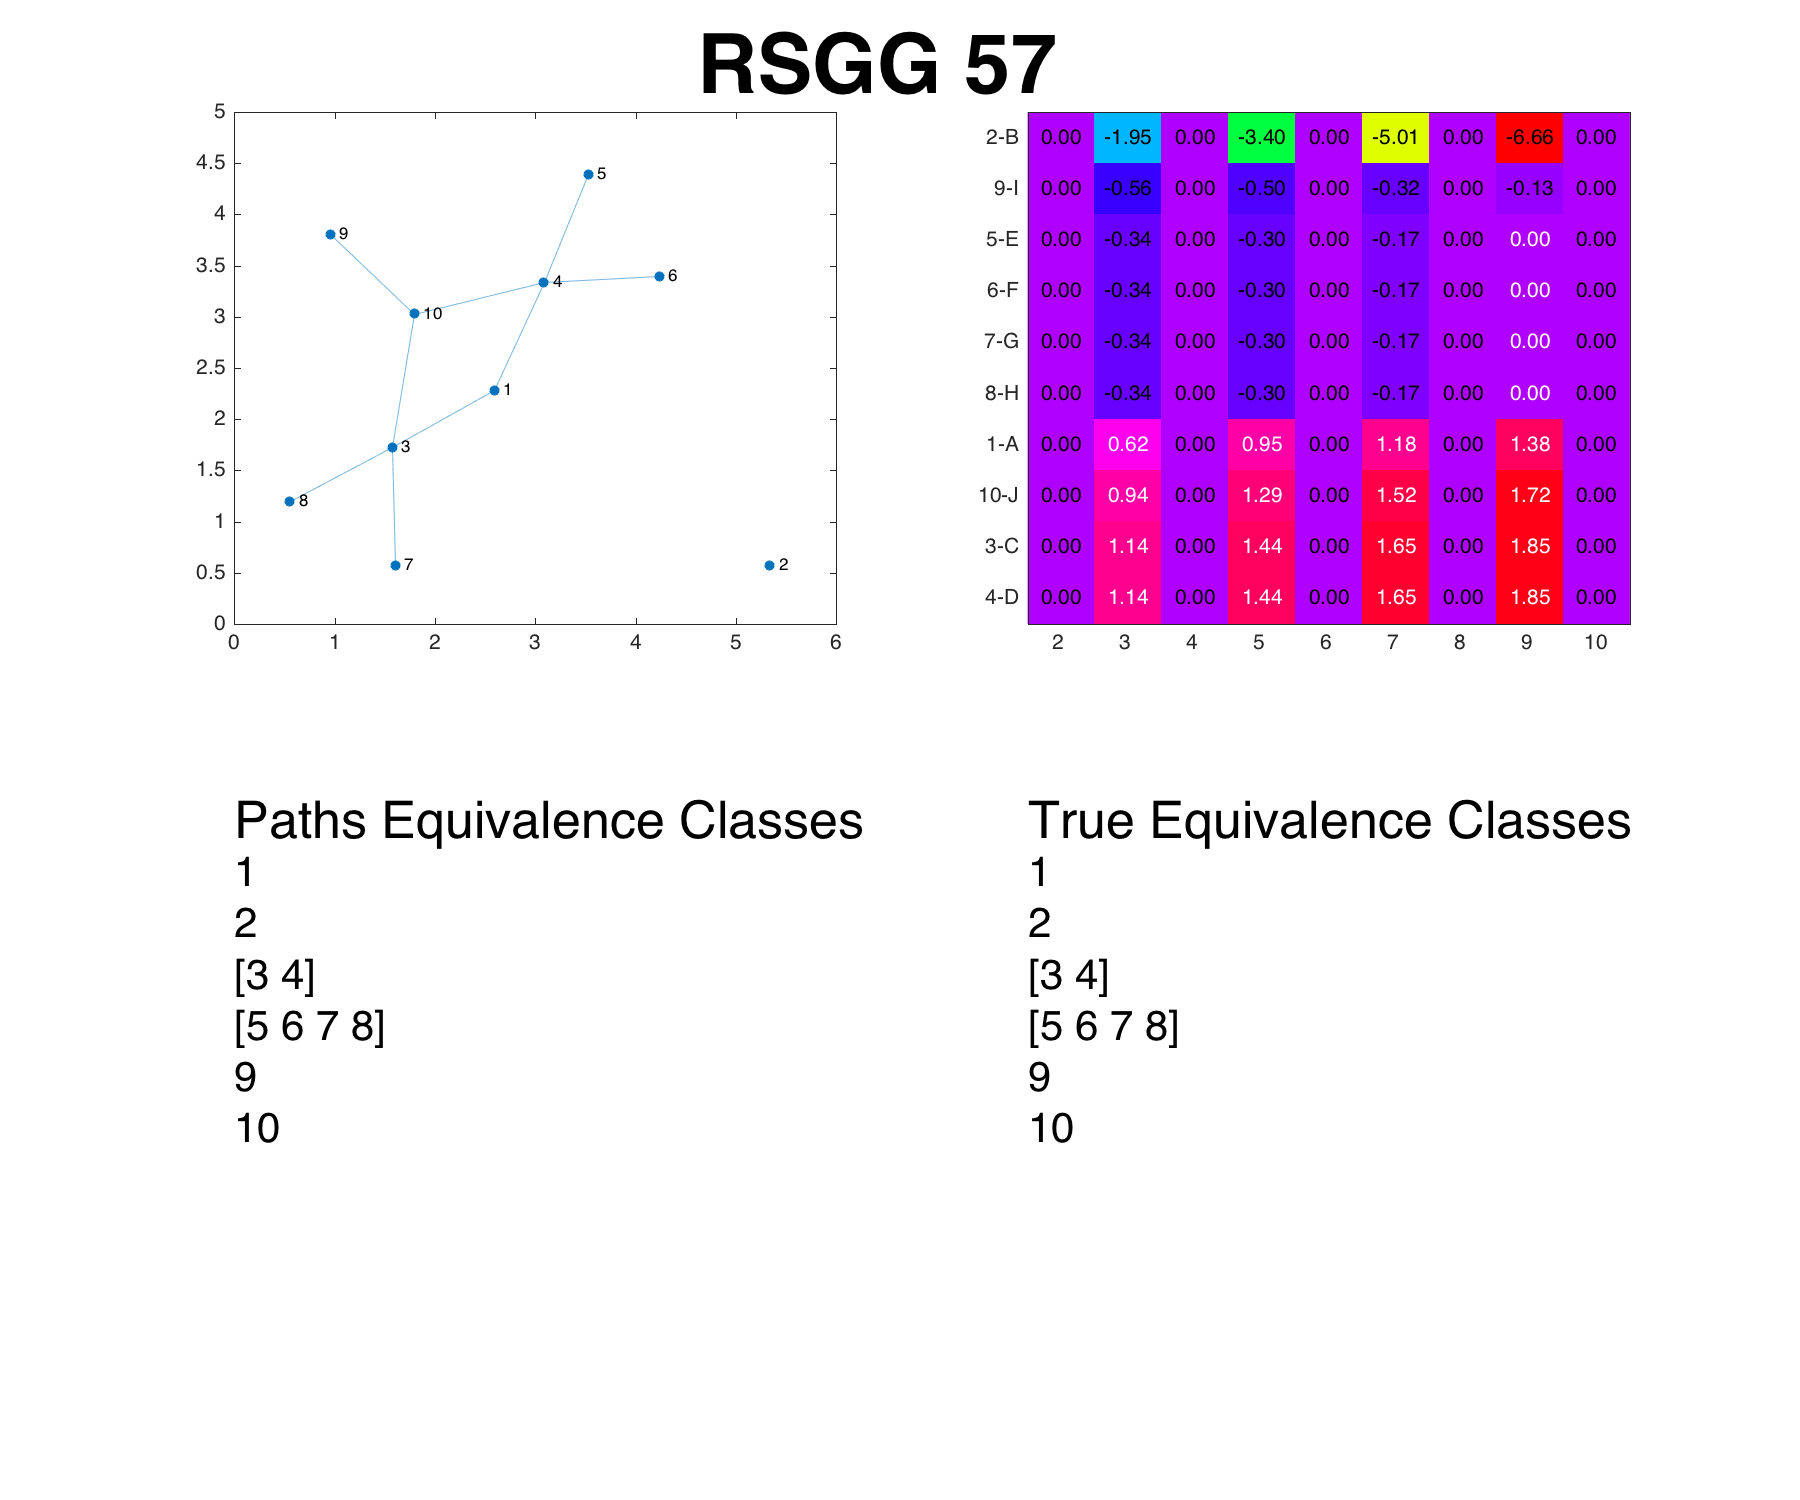 RSGG 57
5
4.5
4
3.5
3
2.5
2
1.5
1
0.5
0
0 1 2 3 4 5 6
5
9
4
6
10
1
3
8
7
2
2-B 0.00 -1.95 0.00 -3.40 0.00 -5.01 0.00 -6.66 0.00
9-I 0.00 -0.56 0.00 -0.50 0.00 -0.32 0.00 -0.13 0.00
5-E 0.00 -0.34 0.00 -0.30 0.00 -0.17 0.00 0.00 0.00
6-F 0.00 -0.34 0.00 -0.30 0.00 -0.17 0.00 0.00 0.00
7-G 0.00 -0.34 0.00 -0.30 0.00 -0.17 0.00 0.00 0.00
8-H 0.00 -0.34 0.00 -0.30 0.00 -0.17 0.00 0.00 0.00
1-A 0.00 0.62 0.00 0.95 0.00 1.18 0.00 1.38 0.00
10-J 0.00 0.94 0.00 1.29 0.00 1.52 0.00 1.72 0.00
3-C 0.00 1.14 0.00 1.44 0.00 1.65 0.00 1.85 0.00
4-D 0.00 1.14 0.00 1.44 0.00 1.65 0.00 1.85 0.00
2 3 4 5 6 7 8 9 10
Paths Equivalence Classes
1
2
[3 4]
[5 6 7 8]
9
10
True Equivalence Classes
1
2
[3 4]
[5 6 7 8]
9
10